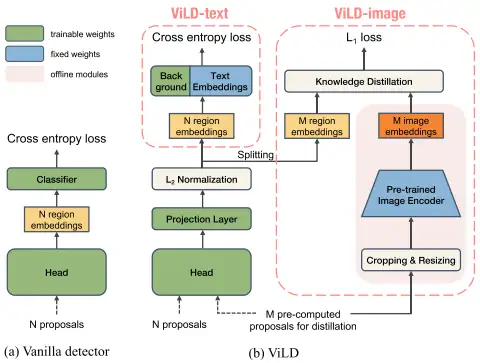 trainable weights
fixed weights
offline modules
Cross entropy loss
Classifier
N region
embeddings
Head
N proposals
(a) Vanilla detector
ViLD-text
Cross entropy loss
Back
ground
Text
Embeddings
N region
embeddings
Splitting
L2 Normalization
Projection Layer
Head
N proposals
M pre-computed
proposals for distillation
ViLD-image
L1 loss
Knowledge Distillation
M region
embeddings
M image
embeddings
Pre-trained
Image Encoder
Cropping & Resizing
(b) ViLD